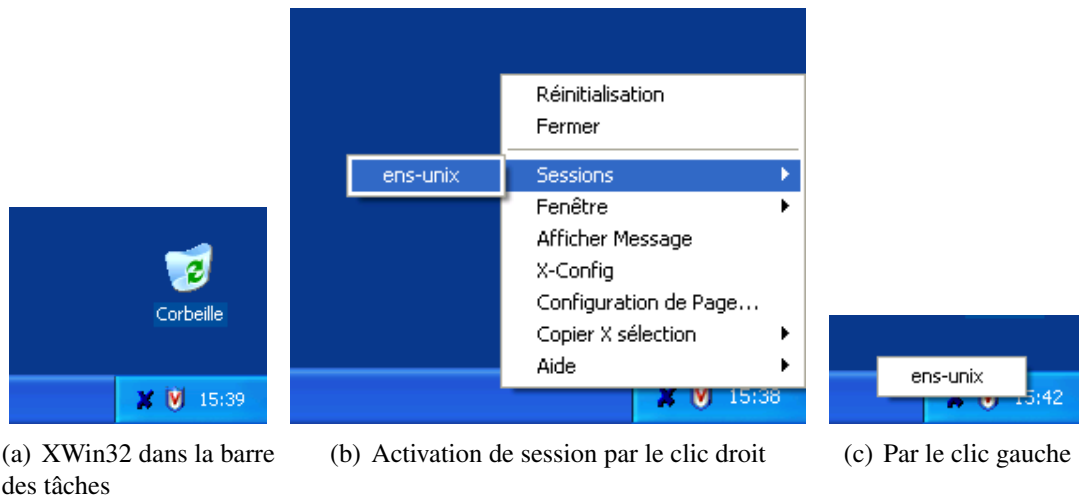 Corbeille
15:39
(a) XWin32 dans la barre
des tâches
Réinitialisation
Fermer
ens-unix Sessions
Fenêtre
Afficher Message
X-Config
Configuration de Page...
Copier X sélection
Aide
15:38
(b) Activation de session par le clic droit
ens-unix
15:42
(c) Par le clic gauche